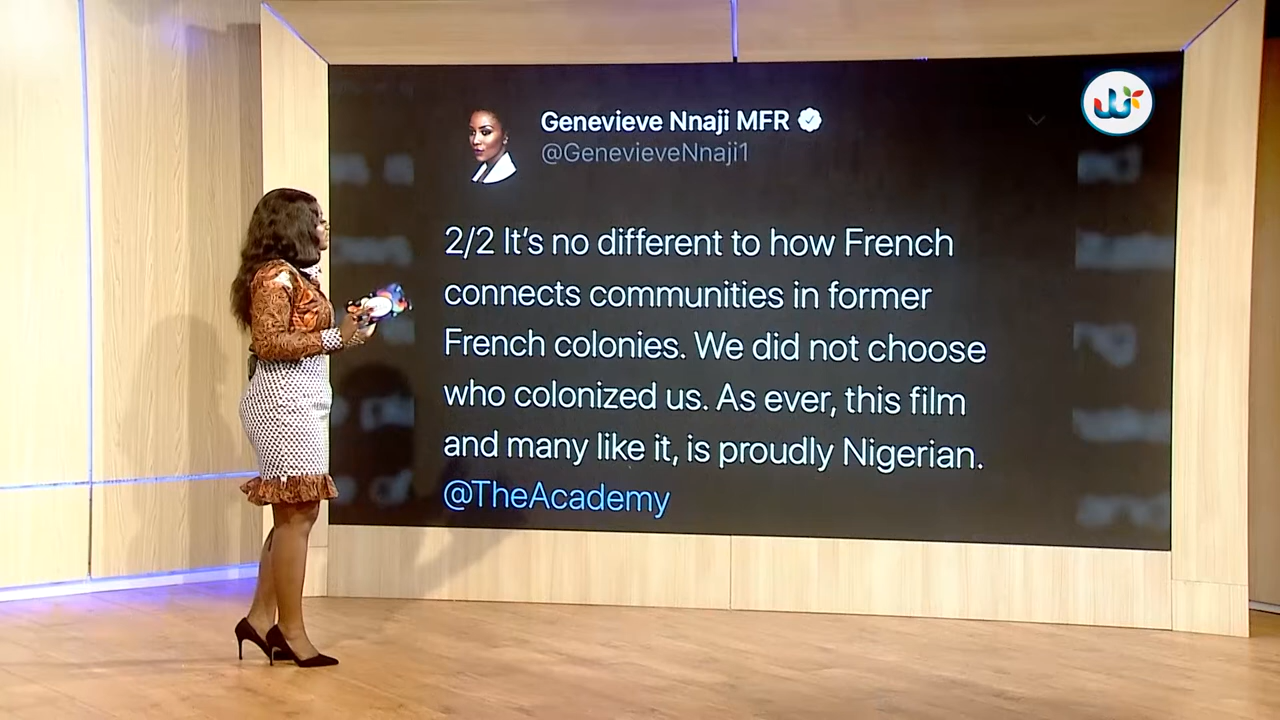 Genevieve Nnaji MFR
@GenevieveNnaji1
2/2 It's no different to how French
connects communities in former
French colonies. We did not choose
who colonized us. As ever, this film
and many like it, is proudly Nigerian.
@TheAcademy